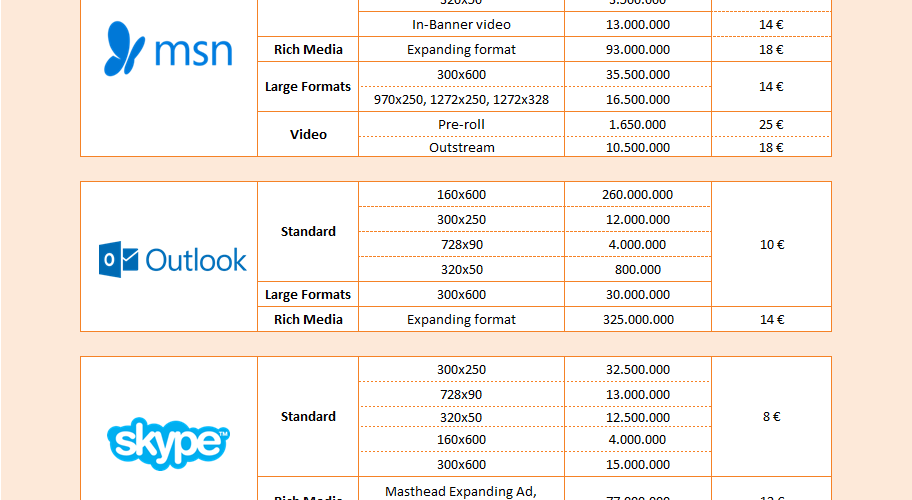 320x50 3.500.000
In-Banner video 13.000.000 14 €
msn
Rich Media Expanding format 93.000.000 18 €
300x600 35.500.000
Large Formats 14 €
970x250, 1272x250, 1272x328 16.500.000
Pre-roll 1.650.000 25 €
Video
Outstream 10.500.000 18 €
160x600 260.000.000
300x250 12.000.000
Standard
728x90 4.000.000 10 €
Outlook
320x50 800.000
Large Formats 300x600 30.000.000
Rich Media Expanding format 325.000.000 14 €
300x250 32.500.000
728x90 13.000.000
Standard 320x50 12.500.000 8 €
skype™
160x600 4.000.000
300x600 15.000.000
Masthead Expanding Ad,
Rich Media 77.000.000 12 €